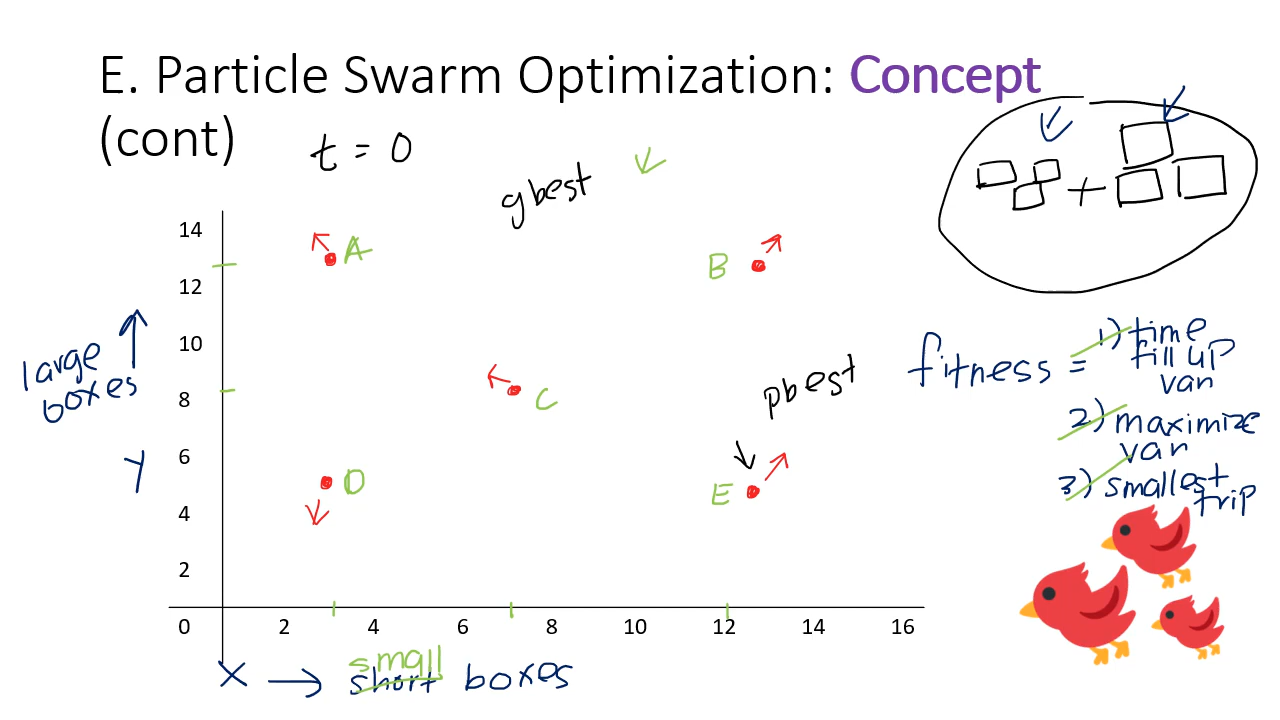 E. Particle Swarm Optimization: Concept
(cont)
t = 0
gbest
14
12
10
8
6
4
2
0 2 4 6 8 10 12 14 16
A
B
C
D
E
large
boxes
Y
pbest
fitness =
1) time
fill up
van
2) maximize
van
3) smallest
trip
+
small
X → short boxes